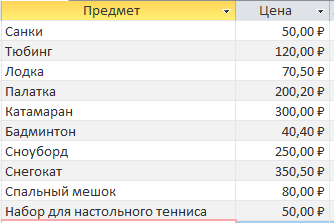 Предмет Цена
Санки 50,00 ₽
Тюбинг 120,00 ₽
Лодка 70,50 ₽
Палатка 200,20 ₽
Катамаран 300,00 ₽
Бадминтон 40,40 ₽
Сноуборд 250,00 ₽
Снегокат 350,50 ₽
Спальный мешок 80,00 ₽
Набор для настольного тенниса 50,00 ₽